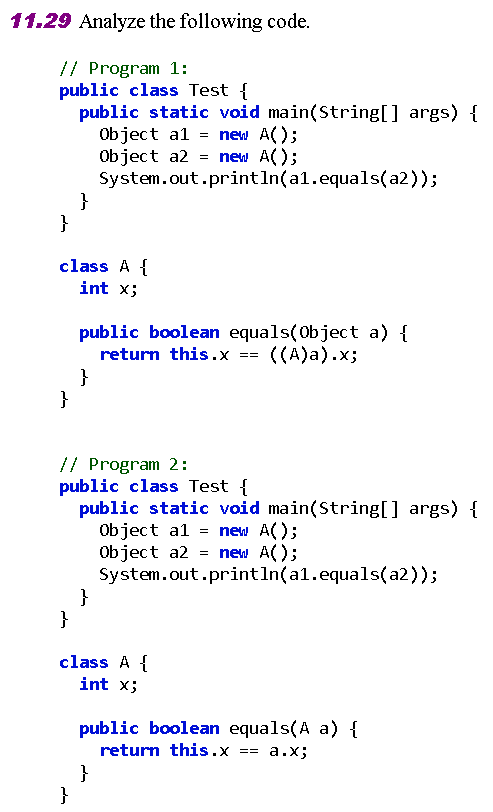 11.29 Analyze the following code.
// Program 1:
public class Test {
  public static void main(String[] args) {
    Object a1 = new A();
    Object a2 = new A();
    System.out.println(a1.equals(a2));
  }
}
class A {
  int x;
  public boolean equals(Object a) {
    return this.x == ((A)a).x;
  }
}
// Program 2:
public class Test {
  public static void main(String[] args) {
    Object a1 = new A();
    Object a2 = new A();
    System.out.println(a1.equals(a2));
  }
}
class A {
  int x;
  public boolean equals(A a) {
    return this.x == a.x;
  }
}